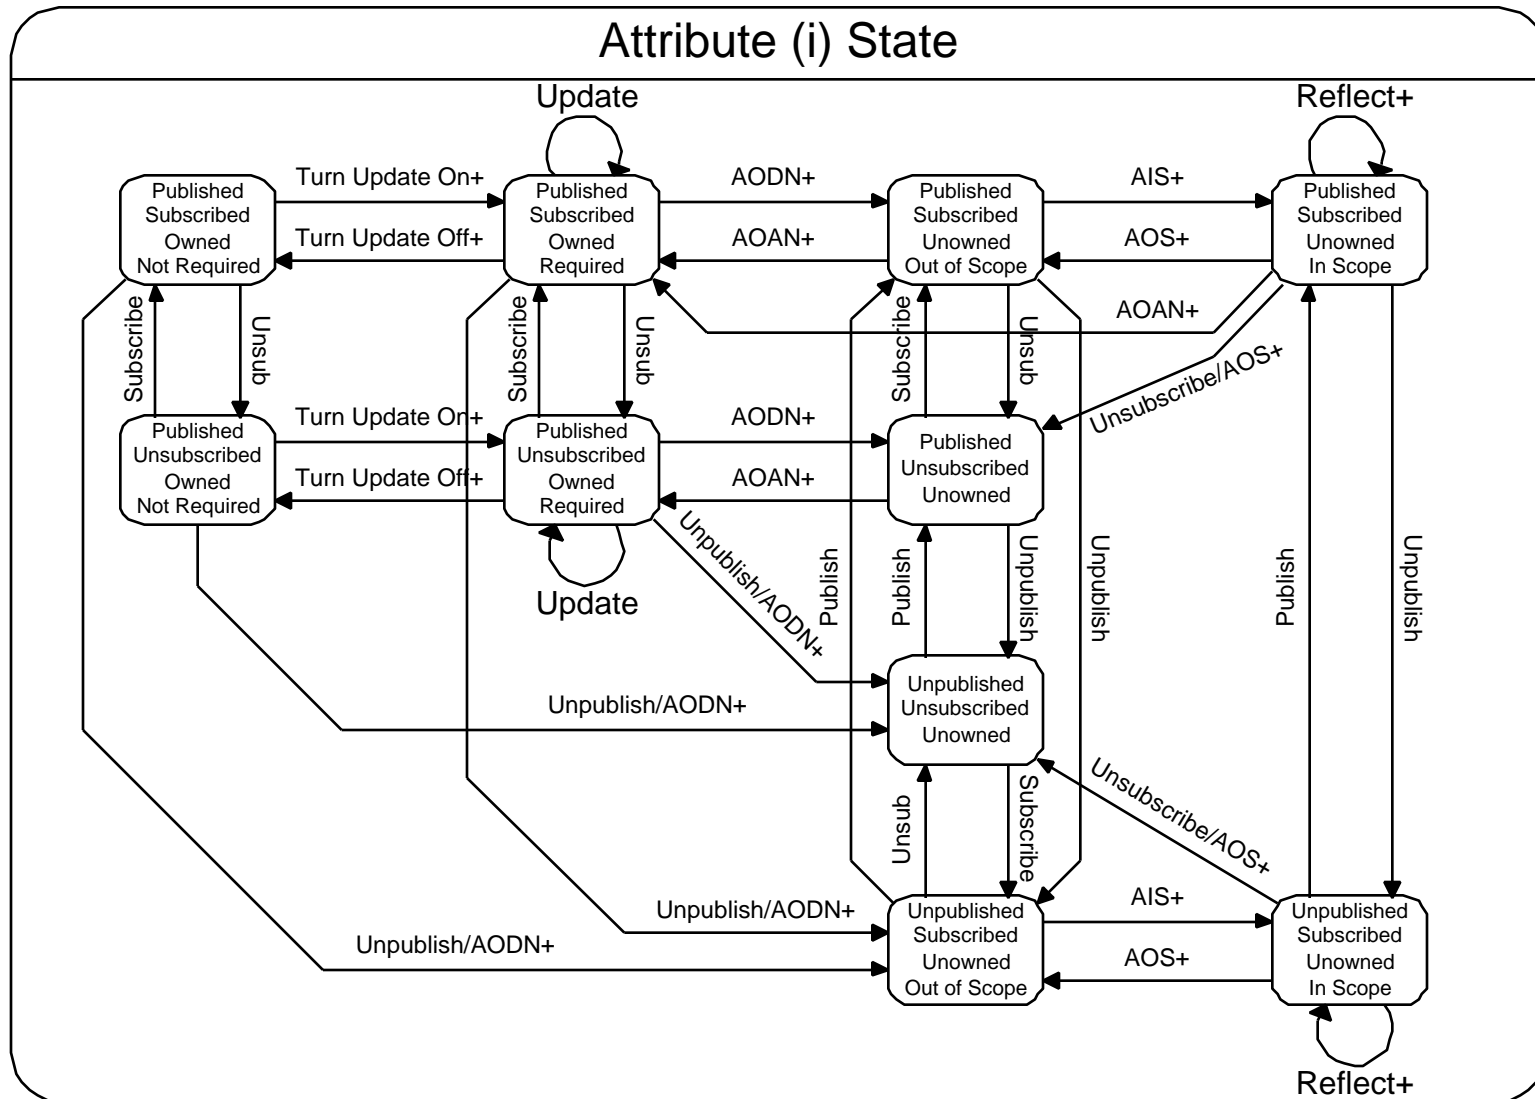 Attribute (i) State
Update
Reflect+
Published
Subscribed
Owned
Not Required
Turn Update On+
Turn Update Off+
Published
Subscribed
Owned
Required
AODN+
AOAN+
Published
Subscribed
Unowned
Out of Scope
AIS+
AOS+
Published
Subscribed
Unowned
In Scope
Subscribe
Unsub
Subscribe
Unsub
Subscribe
Unsub
AOAN+
Unsubscribe/AOS+
Published
Unsubscribed
Owned
Not Required
Turn Update On+
Turn Update Off+
Published
Unsubscribed
Owned
Required
AODN+
AOAN+
Published
Unsubscribed
Unowned
Update
Unpublish/AODN+
Publish
Publish
Unpublish
Unpublish
Publish
Unpublish
Unpublish/AODN+
Unpublished
Unsubscribed
Unowned
Unsub
Subscribe
Unsubscribe/AOS+
Unpublish/AODN+
Unpublish/AODN+
Unpublished
Subscribed
Unowned
Out of Scope
AIS+
AOS+
Unpublished
Subscribed
Unowned
In Scope
Reflect+